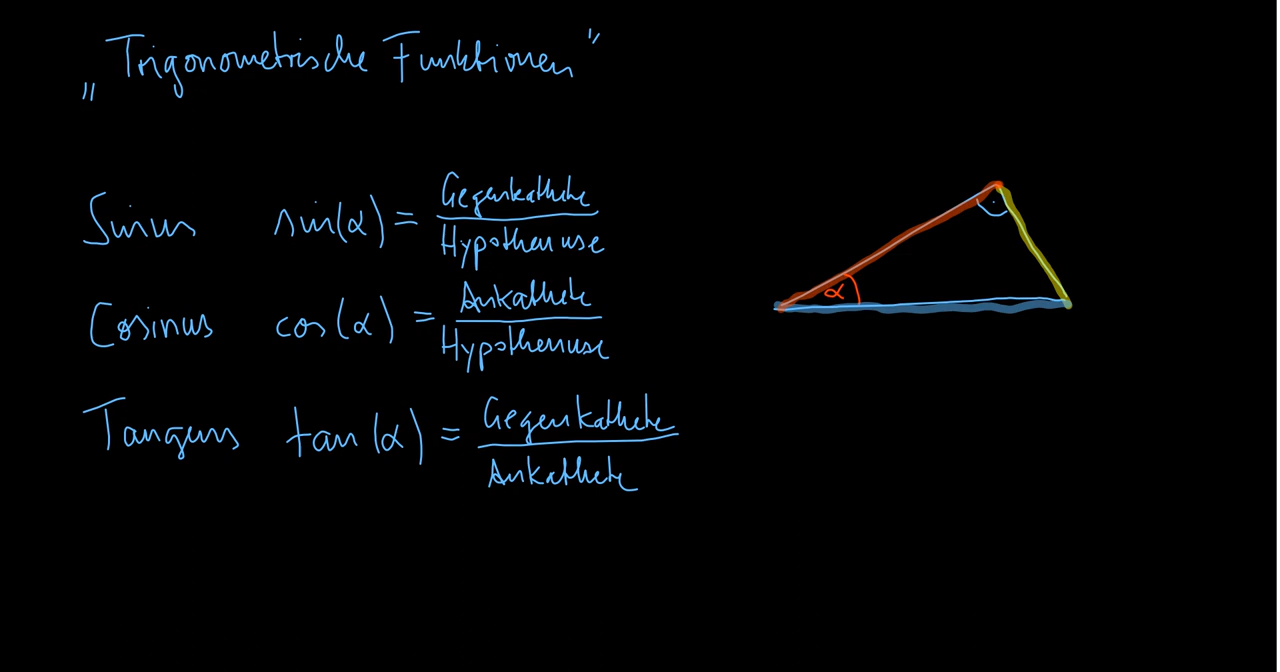 „Trigonometrische Funktionen"
Sinus sin(α) = Gegenkathete / Hypothenuse
Cosinus cos(α) = Ankathete / Hypothenuse
Tangens tan(α) = Gegenkathete / Ankathete
α